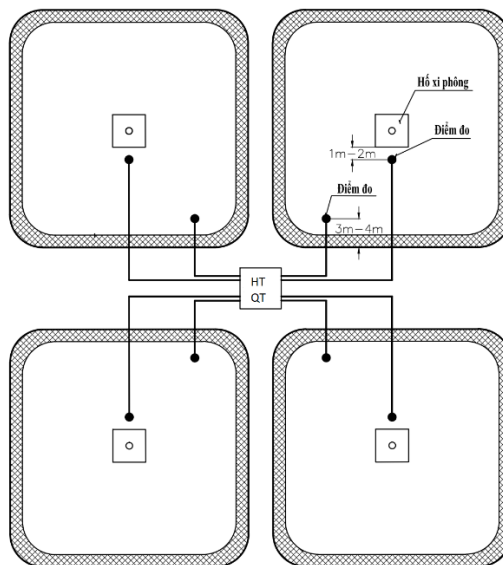 Hố xi phông
1m-2m
Điểm đo
Điểm đo
3m-4m
HT
QT